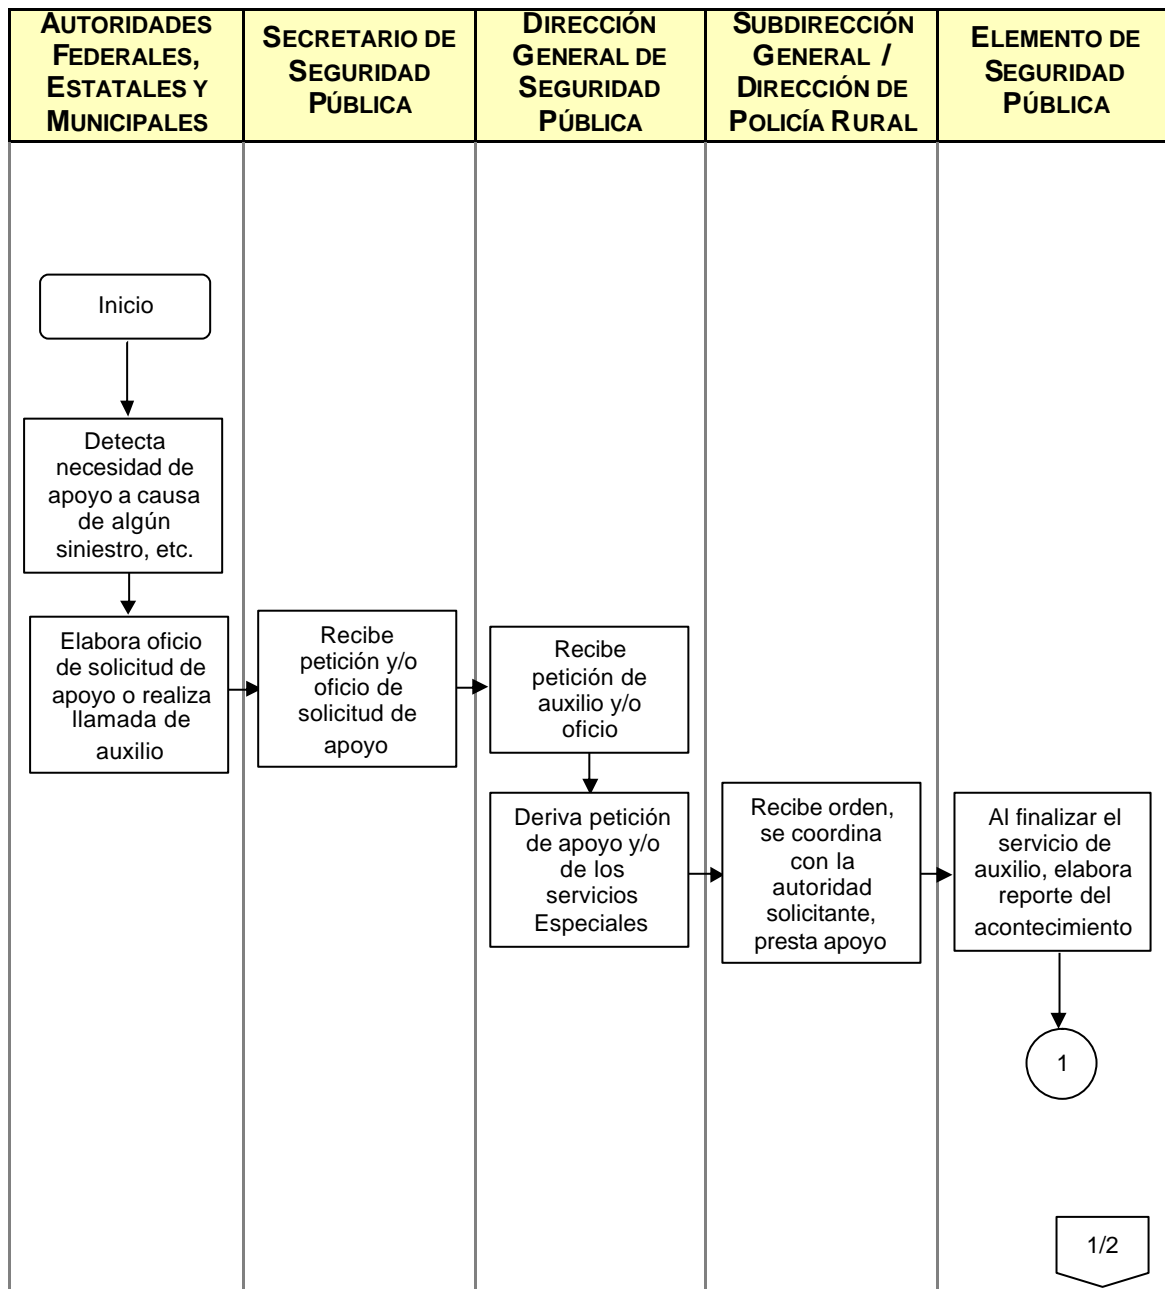 AUTORIDADES
FEDERALES,
ESTATALES Y
MUNICIPALES
SECRETARIO DE
SEGURIDAD
PÚBLICA
DIRECCIÓN
GENERAL DE
SEGURIDAD
PÚBLICA
SUBDIRECCIÓN
GENERAL /
DIRECCIÓN DE
POLICÍA RURAL
ELEMENTO DE
SEGURIDAD
PÚBLICA
Inicio
Detecta
necesidad de
apoyo a causa
de algún
siniestro, etc.
Elabora oficio
de solicitud de
apoyo o realiza
llamada de
auxilio
Recibe
petición y/o
oficio de
solicitud de
apoyo
Recibe
petición de
auxilio y/o
oficio
Deriva petición
de apoyo y/o
de los
servicios
Especiales
Recibe orden,
se coordina
con la
autoridad
solicitante,
presta apoyo
Al finalizar el
servicio de
auxilio, elabora
reporte del
acontecimiento
1
1/2